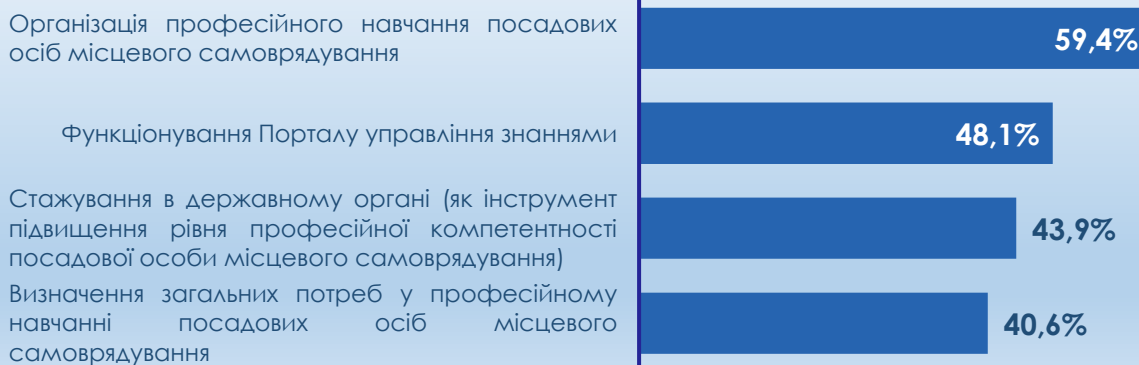 Організація професійного навчання посадових
осіб місцевого самоврядування
59,4%
Функціонування Порталу управління знаннями
48,1%
Стажування в державному органі (як інструмент
підвищення рівня професійної компетентності
посадової особи місцевого самоврядування)
43,9%
Визначення загальних потреб у професійному
навчанні посадових осіб місцевого
самоврядування
40,6%